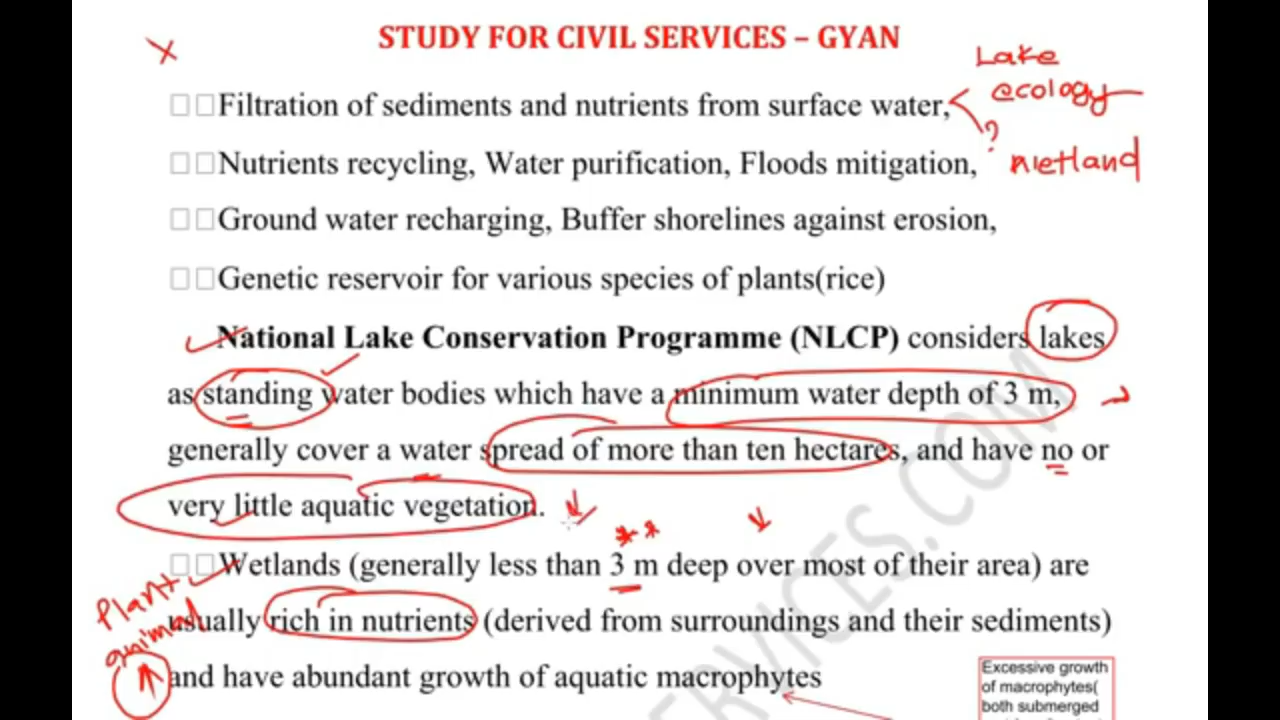 STUDY FOR CIVIL SERVICES – GYAN
Lake
ecology
Filtration of sediments and nutrients from surface water,
?
Nutrients recycling, Water purification, Floods mitigation,
wetland
Ground water recharging, Buffer shorelines against erosion,
Genetic reservoir for various species of plants(rice)
National Lake Conservation Programme (NLCP) considers lakes
as standing water bodies which have a minimum water depth of 3 m,
generally cover a water spread of more than ten hectares, and have no or
very little aquatic vegetation.
Wetlands (generally less than 3 m deep over most of their area) are
Plant
usually rich in nutrients (derived from surroundings and their sediments)
animal
and have abundant growth of aquatic macrophytes
Excessive growth
of macrophytes(
both submerged
ERVICES.COM